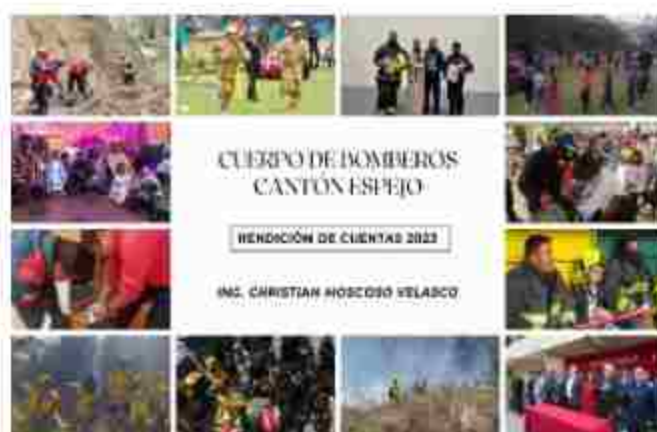 CUERPO DE BOMBEROS
CANTÓN ESPEJO
RENDICIÓN DE CUENTAS 2023
ING. CHRISTIAN MOSCOSO VELASCO